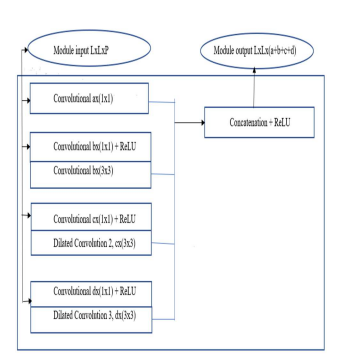 Module input LxLxP
Module output LxLx(a+b+c+d)
Convolutional ax(1x1)
Convolutional bx(1x1) + ReLU
Convolutional bx(3x3)
Concatenation + ReLU
Convolutional cx(1x1) + ReLU
Dilated Convolution 2, cx(3x3)
Convolutional dx(1x1) + ReLU
Dilated Convolution 3, dx(3x3)